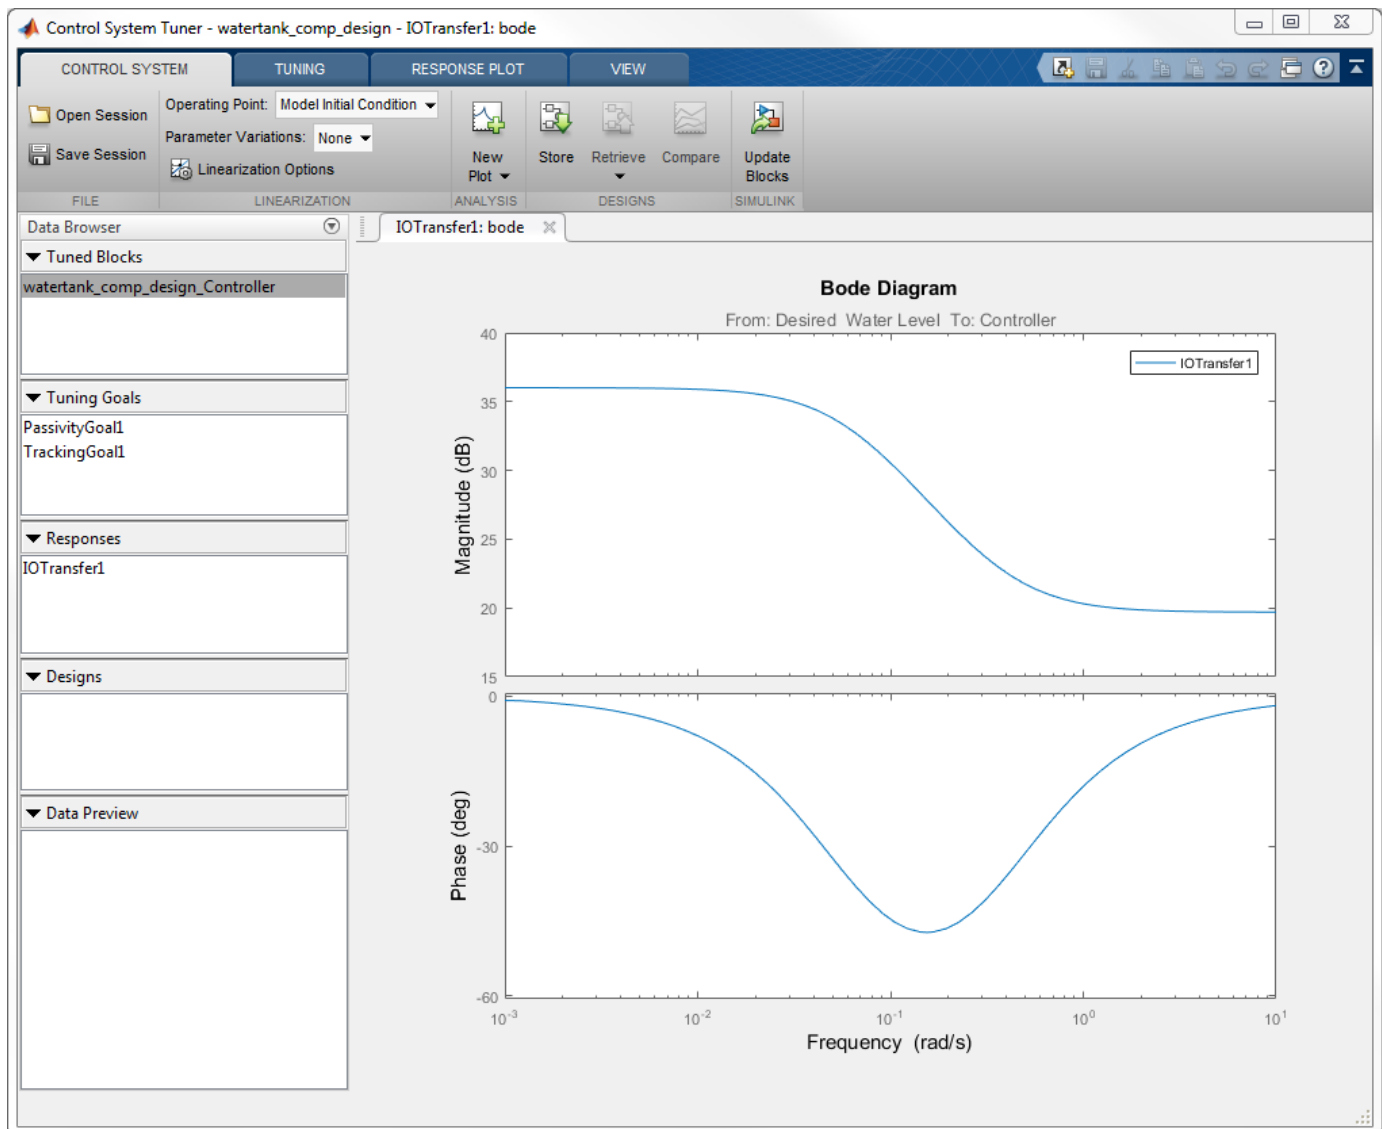 Control System Tuner - watertank_comp_design - IOTransfer1: bode
CONTROL SYSTEM TUNING RESPONSE PLOT VIEW
Open Session
Save Session
FILE
Operating Point: Model Initial Condition
Parameter Variations: None
Linearization Options
LINEARIZATION
New
Plot
ANALYSIS
Store Retrieve Compare
DESIGNS
Update
Blocks
SIMULINK
Data Browser
Tuned Blocks
watertank_comp_design_Controller
Tuning Goals
PassivityGoal1
TrackingGoal1
Responses
IOTransfer1
Designs
Data Preview
IOTransfer1: bode
Bode Diagram
From: Desired Water Level To: Controller
IOTransfer1
Magnitude (dB)
40
35
30
25
20
15
Phase (deg)
0
-30
-60
10^-3 10^-2 10^-1 10^0 10^1
Frequency (rad/s)